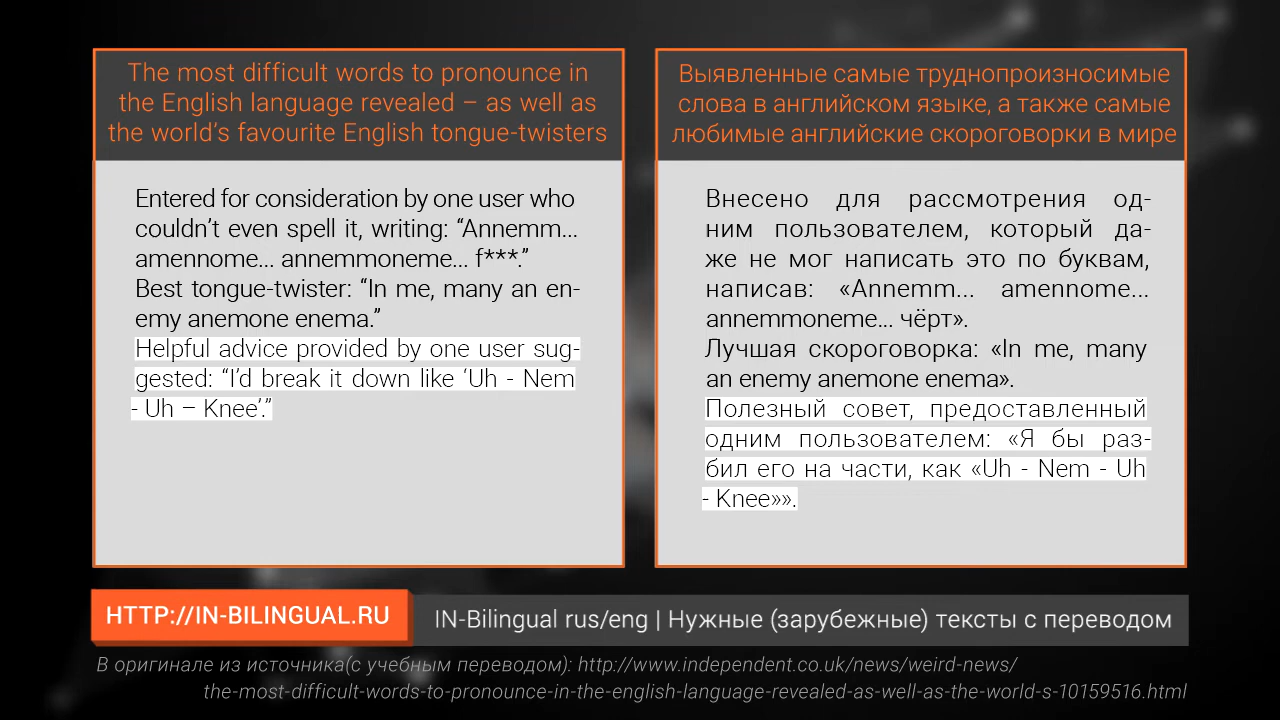 The most difficult words to pronounce in
the English language revealed – as well as
the world's favourite English tongue-twisters
Entered for consideration by one user who
couldn't even spell it, writing: “Annemm...
amennome... annemmoneme... f***.”
Best tongue-twister: “In me, many an en-
emy anemone enema.”
Helpful advice provided by one user sug-
gested: “I'd break it down like ‘Uh - Nem
- Uh – Knee’.”
Выявленные самые труднопроизносимые
слова в английском языке, а также самые
любимые английские скороговорки в мире
Внесено для рассмотрения од-
ним пользователем, который да-
же не мог написать это по буквам,
написав: «Annemm... amennome...
annemmoneme... чёрт».
Лучшая скороговорка: «In me, many
an enemy anemone enema».
Полезный совет, предоставленный
одним пользователем: «Я бы раз-
бил его на части, как «Uh - Nem - Uh
- Knee»».
HTTP://IN-BILINGUAL.RU
IN-Bilingual rus/eng | Нужные (зарубежные) тексты с переводом
В оригинале из источника(с учебным переводом): http://www.independent.co.uk/news/weird-news/
the-most-difficult-words-to-pronounce-in-the-english-language-revealed-as-well-as-the-world-s-10159516.html